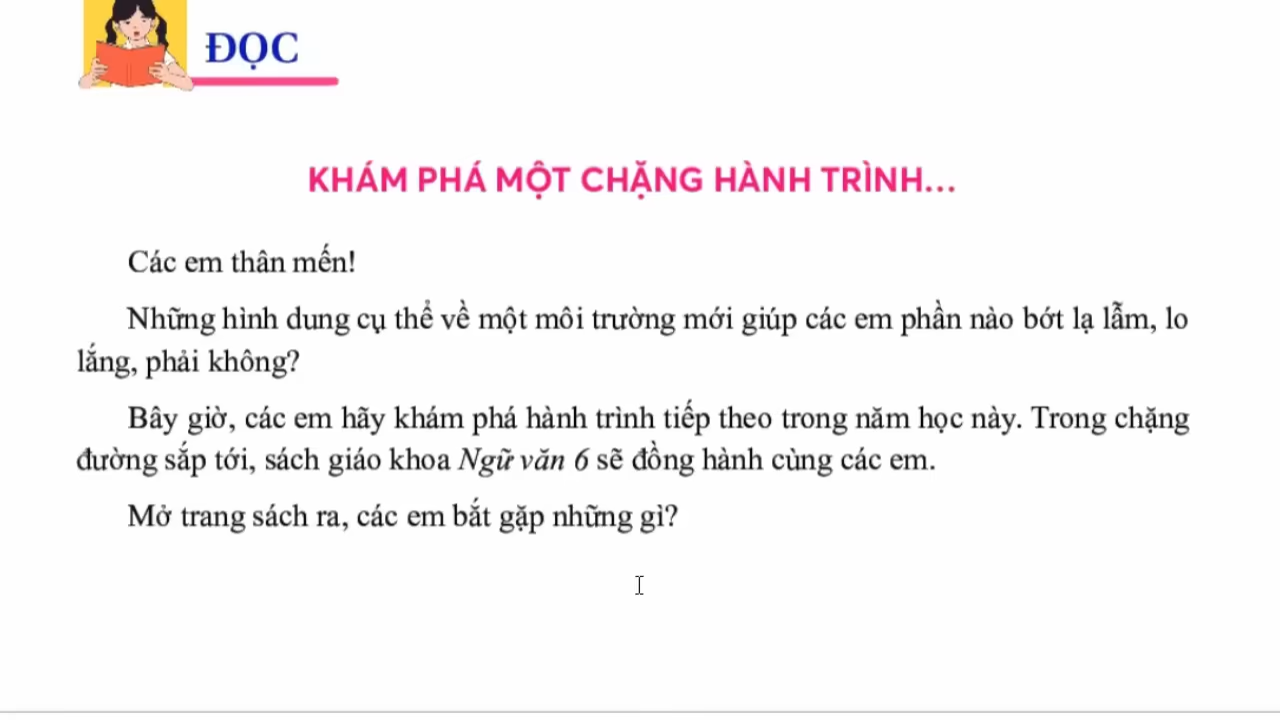 ĐỌC
KHÁM PHÁ MỘT CHẶNG HÀNH TRÌNH...
Các em thân mến!
Những hình dung cụ thể về một môi trường mới giúp các em phần nào bớt lạ lẫm, lo
lắng, phải không?
Bây giờ, các em hãy khám phá hành trình tiếp theo trong năm học này. Trong chặng
đường sắp tới, sách giáo khoa Ngữ văn 6 sẽ đồng hành cùng các em.
Mở trang sách ra, các em bắt gặp những gì?